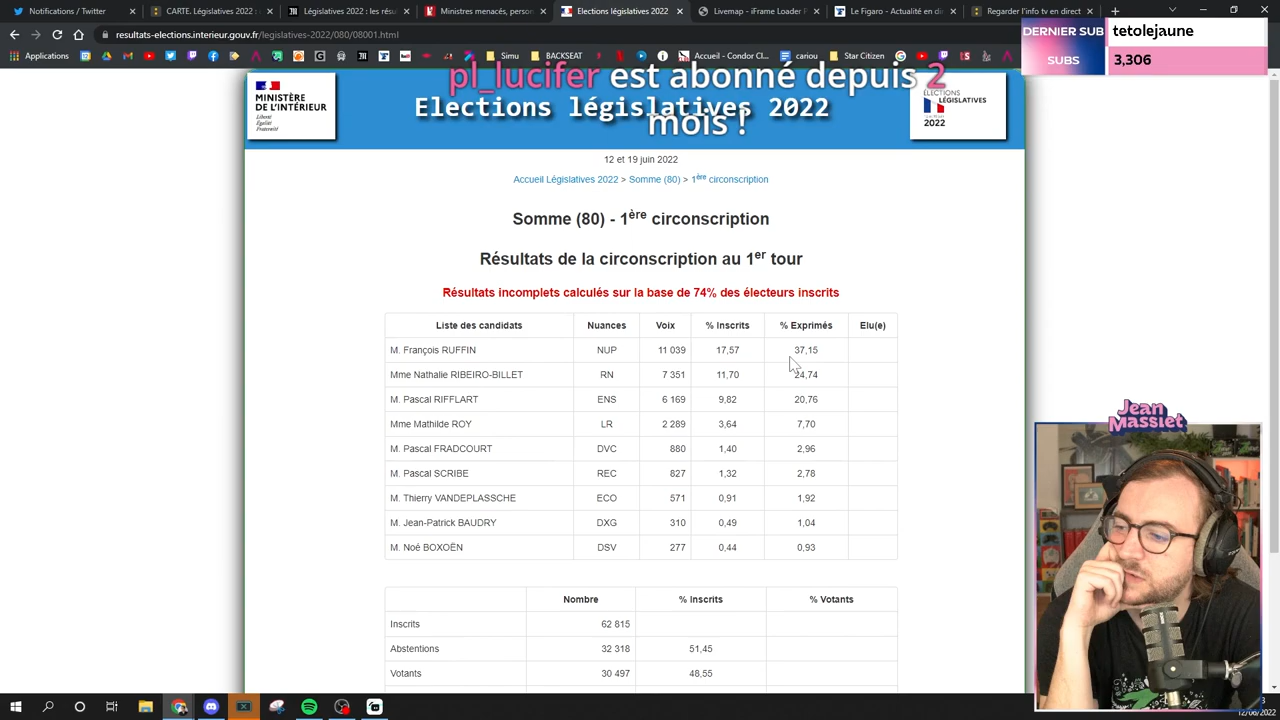 Notifications / Twitter
CARTE. Législatives 2022 :
Législatives 2022 : les résu
Ministres menacés, person
Elections législatives 2022
Livemap - iframe Loader P
Le Figaro - Actualité en dir
Regarder la tv en direct
resultats-elections.interieur.gouv.fr/legislatives-2022/080/08001.html
Applications
Simu
BACKSEAT
Accueil - Condor Cl...
cariou
Star Citizen
DERNIER SUB
tetolejaune
SUBS
3,306
pl_lucifer est abonné depuis 2
mois !
MINISTÈRE
DE L'INTÉRIEUR
Liberté
Égalité
Fraternité
Elections législatives 2022
ÉLECTIONS
LÉGISLATIVES
2022
12 et 19 juin 2022
Accueil Législatives 2022 > Somme (80) > 1ère circonscription
Somme (80) - 1ère circonscription
Résultats de la circonscription au 1er tour
Résultats incomplets calculés sur la base de 74% des électeurs inscrits
Liste des candidats Nuances Voix % Inscrits % Exprimés Elu(e)
M. François RUFFIN NUP 11 039 17,57 37,15
Mme Nathalie RIBEIRO-BILLET RN 7 351 11,70 24,74
M. Pascal RIFFLART ENS 6 169 9,82 20,76
Mme Mathilde ROY LR 2 289 3,64 7,70
M. Pascal FRADCOURT DVC 880 1,40 2,96
M. Pascal SCRIBE REC 827 1,32 2,78
M. Thierry VANDEPLASSCHE ECO 571 0,91 1,92
M. Jean-Patrick BAUDRY DXG 310 0,49 1,04
M. Noé BOXOËN DSV 277 0,44 0,93
Nombre % Inscrits % Votants
Inscrits 62 815
Abstentions 32 318 51,45
Votants 30 497 48,55
Jean
Massiet
12/06/2022